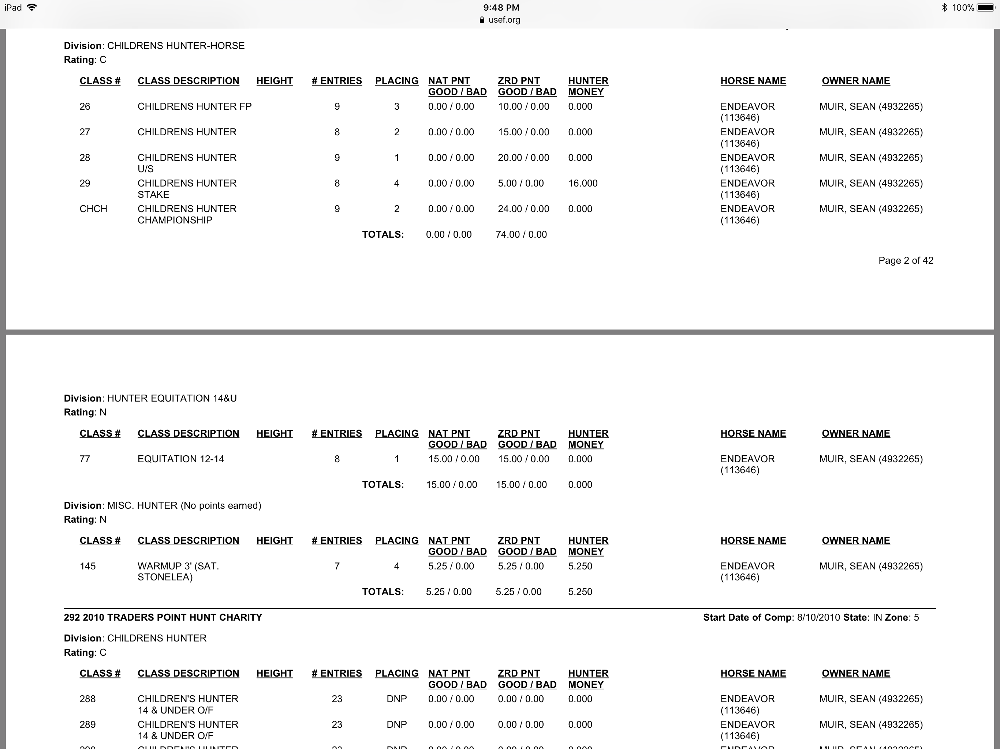 iPad 9:48 PM 100%
usef.org
Division: CHILDRENS HUNTER-HORSE
Rating: C
CLASS # CLASS DESCRIPTION HEIGHT # ENTRIES PLACING NAT PNT ZRD PNT HUNTER HORSE NAME OWNER NAME
GOOD / BAD GOOD / BAD MONEY
26 CHILDRENS HUNTER FP 9 3 0.00 / 0.00 10.00 / 0.00 0.000 ENDEAVOR MUIR, SEAN (4932265)
(113646)
27 CHILDRENS HUNTER 8 2 0.00 / 0.00 15.00 / 0.00 0.000 ENDEAVOR MUIR, SEAN (4932265)
(113646)
28 CHILDRENS HUNTER 9 1 0.00 / 0.00 20.00 / 0.00 0.000 ENDEAVOR MUIR, SEAN (4932265)
U/S (113646)
29 CHILDRENS HUNTER 8 4 0.00 / 0.00 5.00 / 0.00 16.000 ENDEAVOR MUIR, SEAN (4932265)
STAKE (113646)
CHCH CHILDRENS HUNTER 9 2 0.00 / 0.00 24.00 / 0.00 0.000 ENDEAVOR MUIR, SEAN (4932265)
CHAMPIONSHIP (113646)
TOTALS: 0.00 / 0.00 74.00 / 0.00
Page 2 of 42
Division: HUNTER EQUITATION 14&U
Rating: N
CLASS # CLASS DESCRIPTION HEIGHT # ENTRIES PLACING NAT PNT ZRD PNT HUNTER HORSE NAME OWNER NAME
GOOD / BAD GOOD / BAD MONEY
77 EQUITATION 12-14 8 1 15.00 / 0.00 15.00 / 0.00 0.000 ENDEAVOR MUIR, SEAN (4932265)
(113646)
TOTALS: 15.00 / 0.00 15.00 / 0.00 0.000
Division: MISC. HUNTER (No points earned)
Rating: N
CLASS # CLASS DESCRIPTION HEIGHT # ENTRIES PLACING NAT PNT ZRD PNT HUNTER HORSE NAME OWNER NAME
GOOD / BAD GOOD / BAD MONEY
145 WARMUP 3' (SAT. 7 4 5.25 / 0.00 5.25 / 0.00 5.250 ENDEAVOR MUIR, SEAN (4932265)
STONELEA) (113646)
TOTALS: 5.25 / 0.00 5.25 / 0.00 5.250
292 2010 TRADERS POINT HUNT CHARITY Start Date of Comp: 8/10/2010 State: IN Zone: 5
Division: CHILDRENS HUNTER
Rating: C
CLASS # CLASS DESCRIPTION HEIGHT # ENTRIES PLACING NAT PNT ZRD PNT HUNTER HORSE NAME OWNER NAME
GOOD / BAD GOOD / BAD MONEY
288 CHILDREN'S HUNTER 23 DNP 0.00 / 0.00 0.00 / 0.00 0.000 ENDEAVOR MUIR, SEAN (4932265)
14 & UNDER O/F (113646)
289 CHILDREN'S HUNTER 23 DNP 0.00 / 0.00 0.00 / 0.00 0.000 ENDEAVOR MUIR, SEAN (4932265)
14 & UNDER O/F (113646)
290 CHILDREN'S HUNTER 23 DNP 0.00 / 0.00 0.00 / 0.00 0.000 ENDEAVOR MUIR, SEAN (4932265)